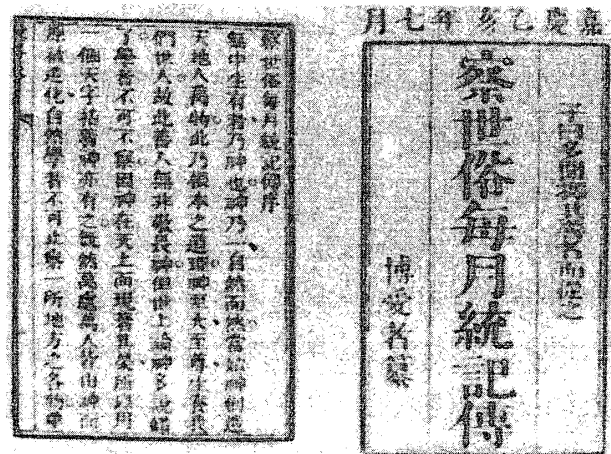 嘉慶乙亥年七月
子曰多聞擇其善者而從之
察世俗每月統記傳
博愛者纂
察世俗每月統記傳序
無中生有者乃神也神乃一自然而然當始神創造
天地人萬物此乃根本之道理神至大至尊生養我
們世人故此善人無非敬畏神但世上論神多說錯
了學者不可不察因神在天上而現著其榮所以用
一個天字指著神亦有之既然萬處萬人皆由神而
原被造化自然學者不可止察一所地方之各物單